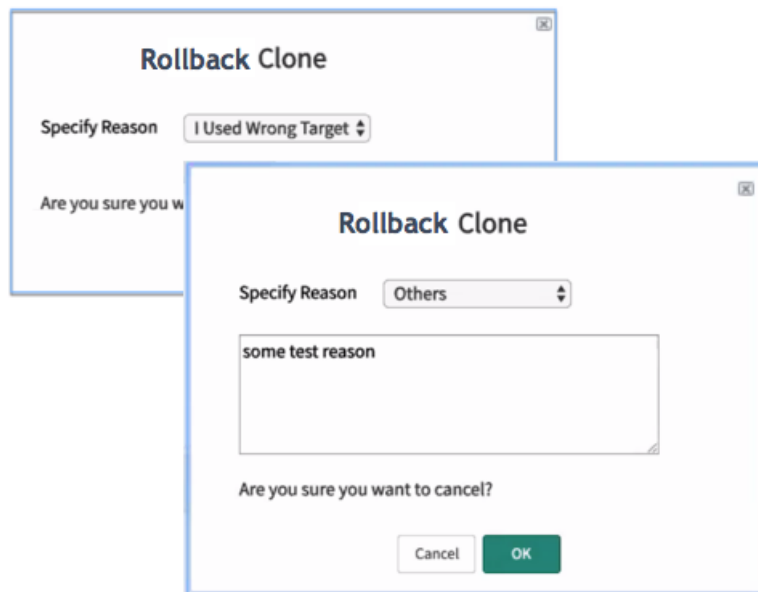 Rollback Clone
Specify Reason I Used Wrong Target
Are you sure you w
Rollback Clone
Specify Reason Others
some test reason
Are you sure you want to cancel?
Cancel OK